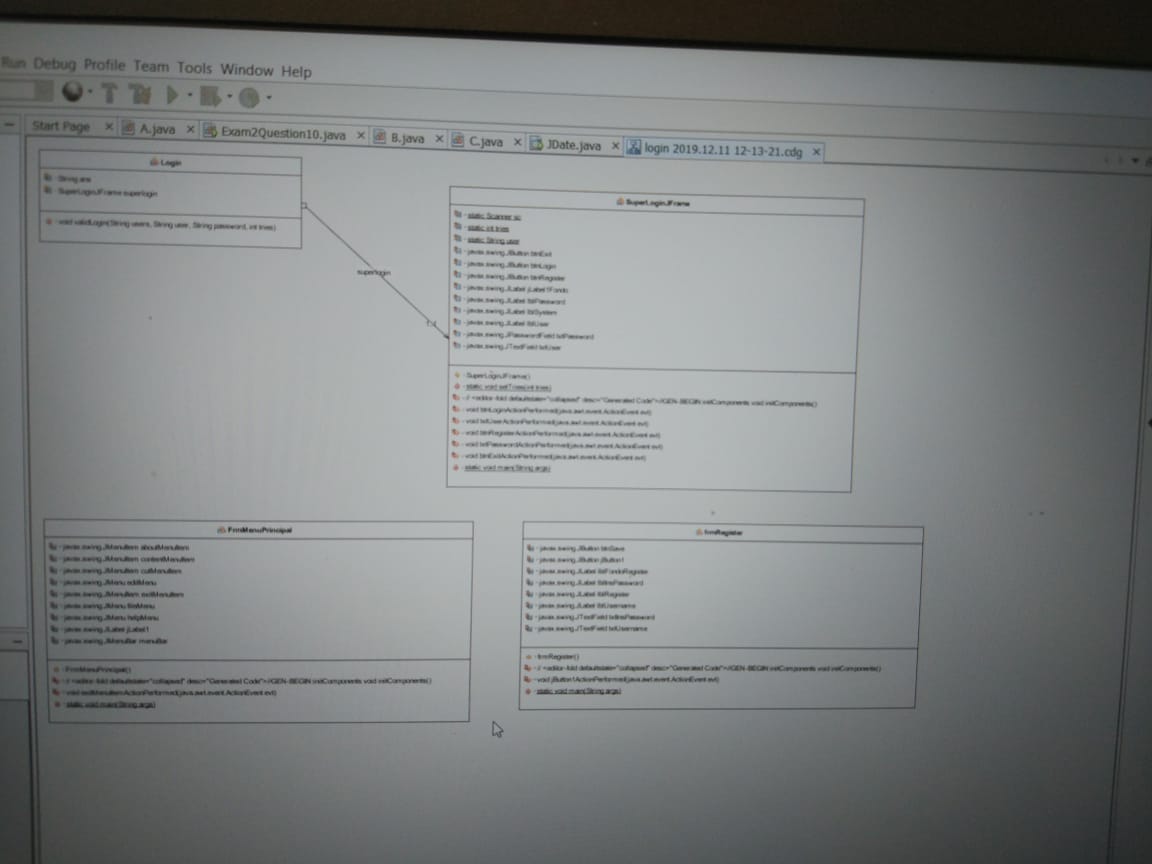 Run Debug Profile Team Tools Window Help
Start Page A.java Exam2Question10.java B.java C.java JDate.java login 2019.12.11 12-13-21.cdg
Login
- String
- SuperLoginJFrame superlogin
- void validLogin(String users, String user, String password, int tries)
superlogin
SuperLoginJFrame
- static Scanner sc
- static int tries
- static String user
- javax.swing.JButton btnExit
- javax.swing.JButton btnLogin
- javax.swing.JButton btnRegister
- javax.swing.JLabel jLabel1Fondo
- javax.swing.JLabel lblPassword
- javax.swing.JLabel lblSystem
- javax.swing.JLabel lblUser
- javax.swing.JPasswordField txtPassword
- javax.swing.JTextField txtUser
- SuperLoginJFrame()
- static void setTries(int tries)
- // <editor-fold defaultstate="collapsed" desc="Generated Code">//GEN-BEGIN:initComponents void initComponents()
- void btnLoginActionPerformed(java.awt.event.ActionEvent evt)
- void txtUserActionPerformed(java.awt.event.ActionEvent evt)
- void btnRegisterActionPerformed(java.awt.event.ActionEvent evt)
- void txtPasswordActionPerformed(java.awt.event.ActionEvent evt)
- void btnExitActionPerformed(java.awt.event.ActionEvent evt)
- static void main(String args)
FrmMenuPrincipal
- javax.swing.JMenuItem aboutMenuItem
- javax.swing.JMenuItem contentMenuItem
- javax.swing.JMenuItem cutMenuItem
- javax.swing.JMenu editMenu
- javax.swing.JMenuItem exitMenuItem
- javax.swing.JMenu fileMenu
- javax.swing.JMenu helpMenu
- javax.swing.JLabel jLabel1
- javax.swing.JMenuBar menuBar
- FrmMenuPrincipal()
- // <editor-fold defaultstate="collapsed" desc="Generated Code">//GEN-BEGIN:initComponents void initComponents()
- void exitMenuItemActionPerformed(java.awt.event.ActionEvent evt)
- static void main(String args)
frmRegister
- javax.swing.JButton btnSave
- javax.swing.JButton jButton1
- javax.swing.JLabel lblFondoRegister
- javax.swing.JLabel lblInsPassword
- javax.swing.JLabel lblRegister
- javax.swing.JLabel lblUsername
- javax.swing.JTextField txtInsPassword
- javax.swing.JTextField txtUsername
- frmRegister()
- // <editor-fold defaultstate="collapsed" desc="Generated Code">//GEN-BEGIN:initComponents void initComponents()
- void jButton1ActionPerformed(java.awt.event.ActionEvent evt)
- static void main(String args)